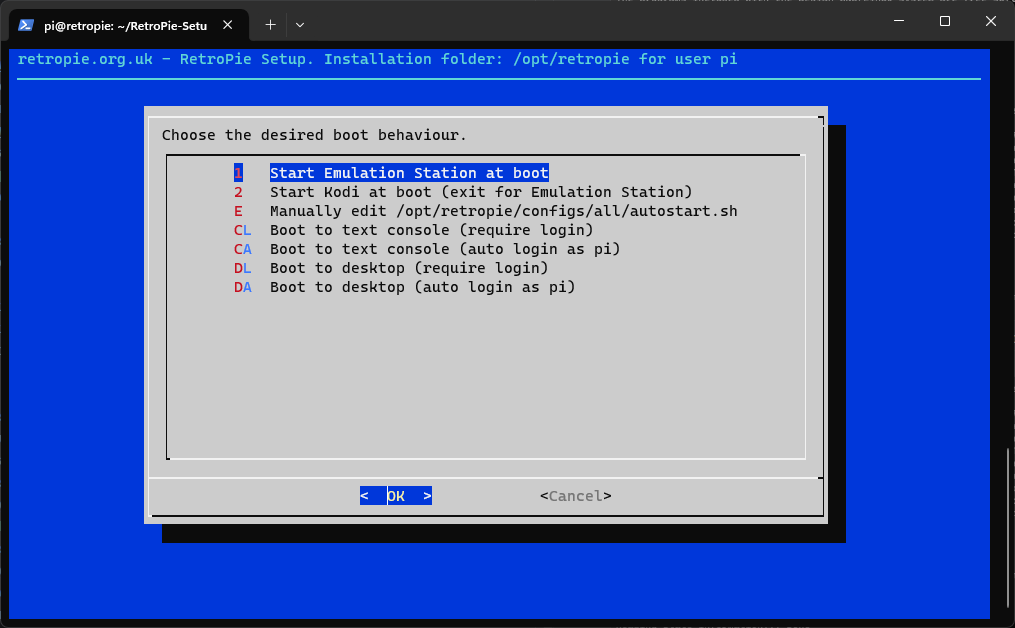 pi@retropie: ~/RetroPie-Setu
retropie.org.uk - RetroPie Setup. Installation folder: /opt/retropie for user pi
Choose the desired boot behaviour.
1 Start Emulation Station at boot
2 Start Kodi at boot (exit for Emulation Station)
E Manually edit /opt/retropie/configs/all/autostart.sh
CL Boot to text console (require login)
CA Boot to text console (auto login as pi)
DL Boot to desktop (require login)
DA Boot to desktop (auto login as pi)
< OK > <Cancel>